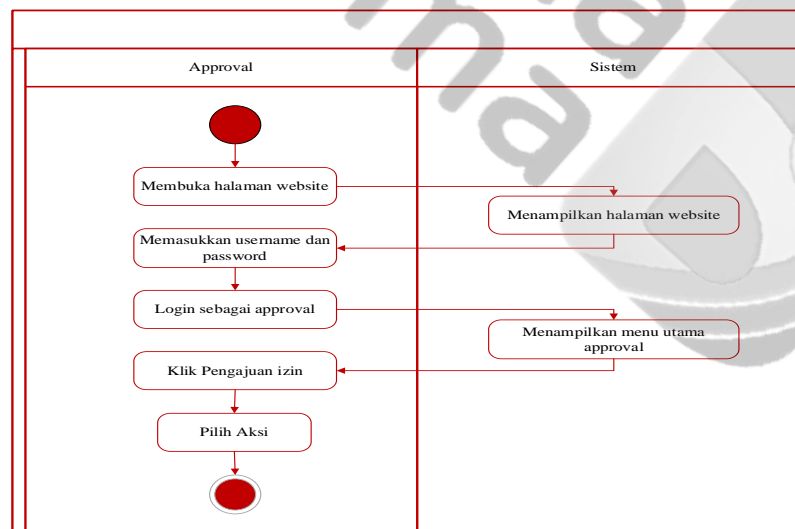 Approval
Sistem
Membuka halaman website
Menampilkan halaman website
Memasukkan username dan
password
Login sebagai approval
Menampilkan menu utama
approval
Klik Pengajuan izin
Pilih Aksi